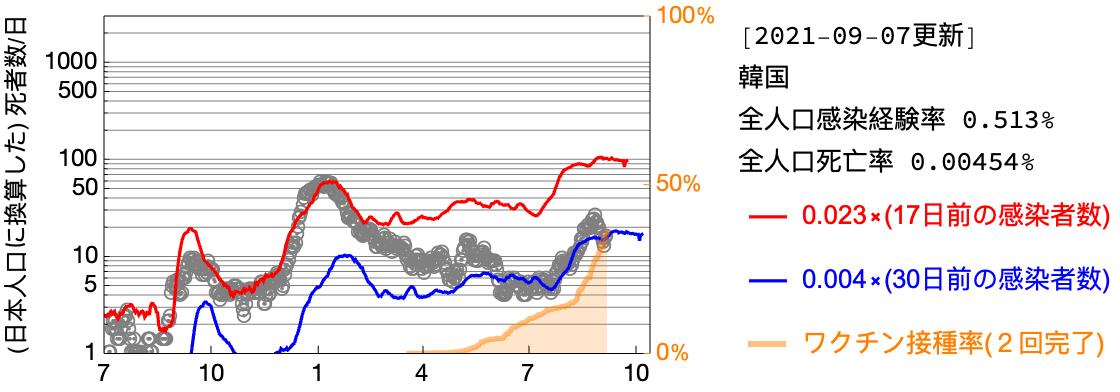 (日本人口に換算した) 死者数/日
1000
500
100
50
10
5
1
7
10
1
4
7
10
100%
50%
0%
[2021-09-07更新]
韓国
全人口感染経験率 0.513%
全人口死亡率 0.00454%
0.023×(17日前の感染者数)
0.004×(30日前の感染者数)
ワクチン接種率(２回完了)